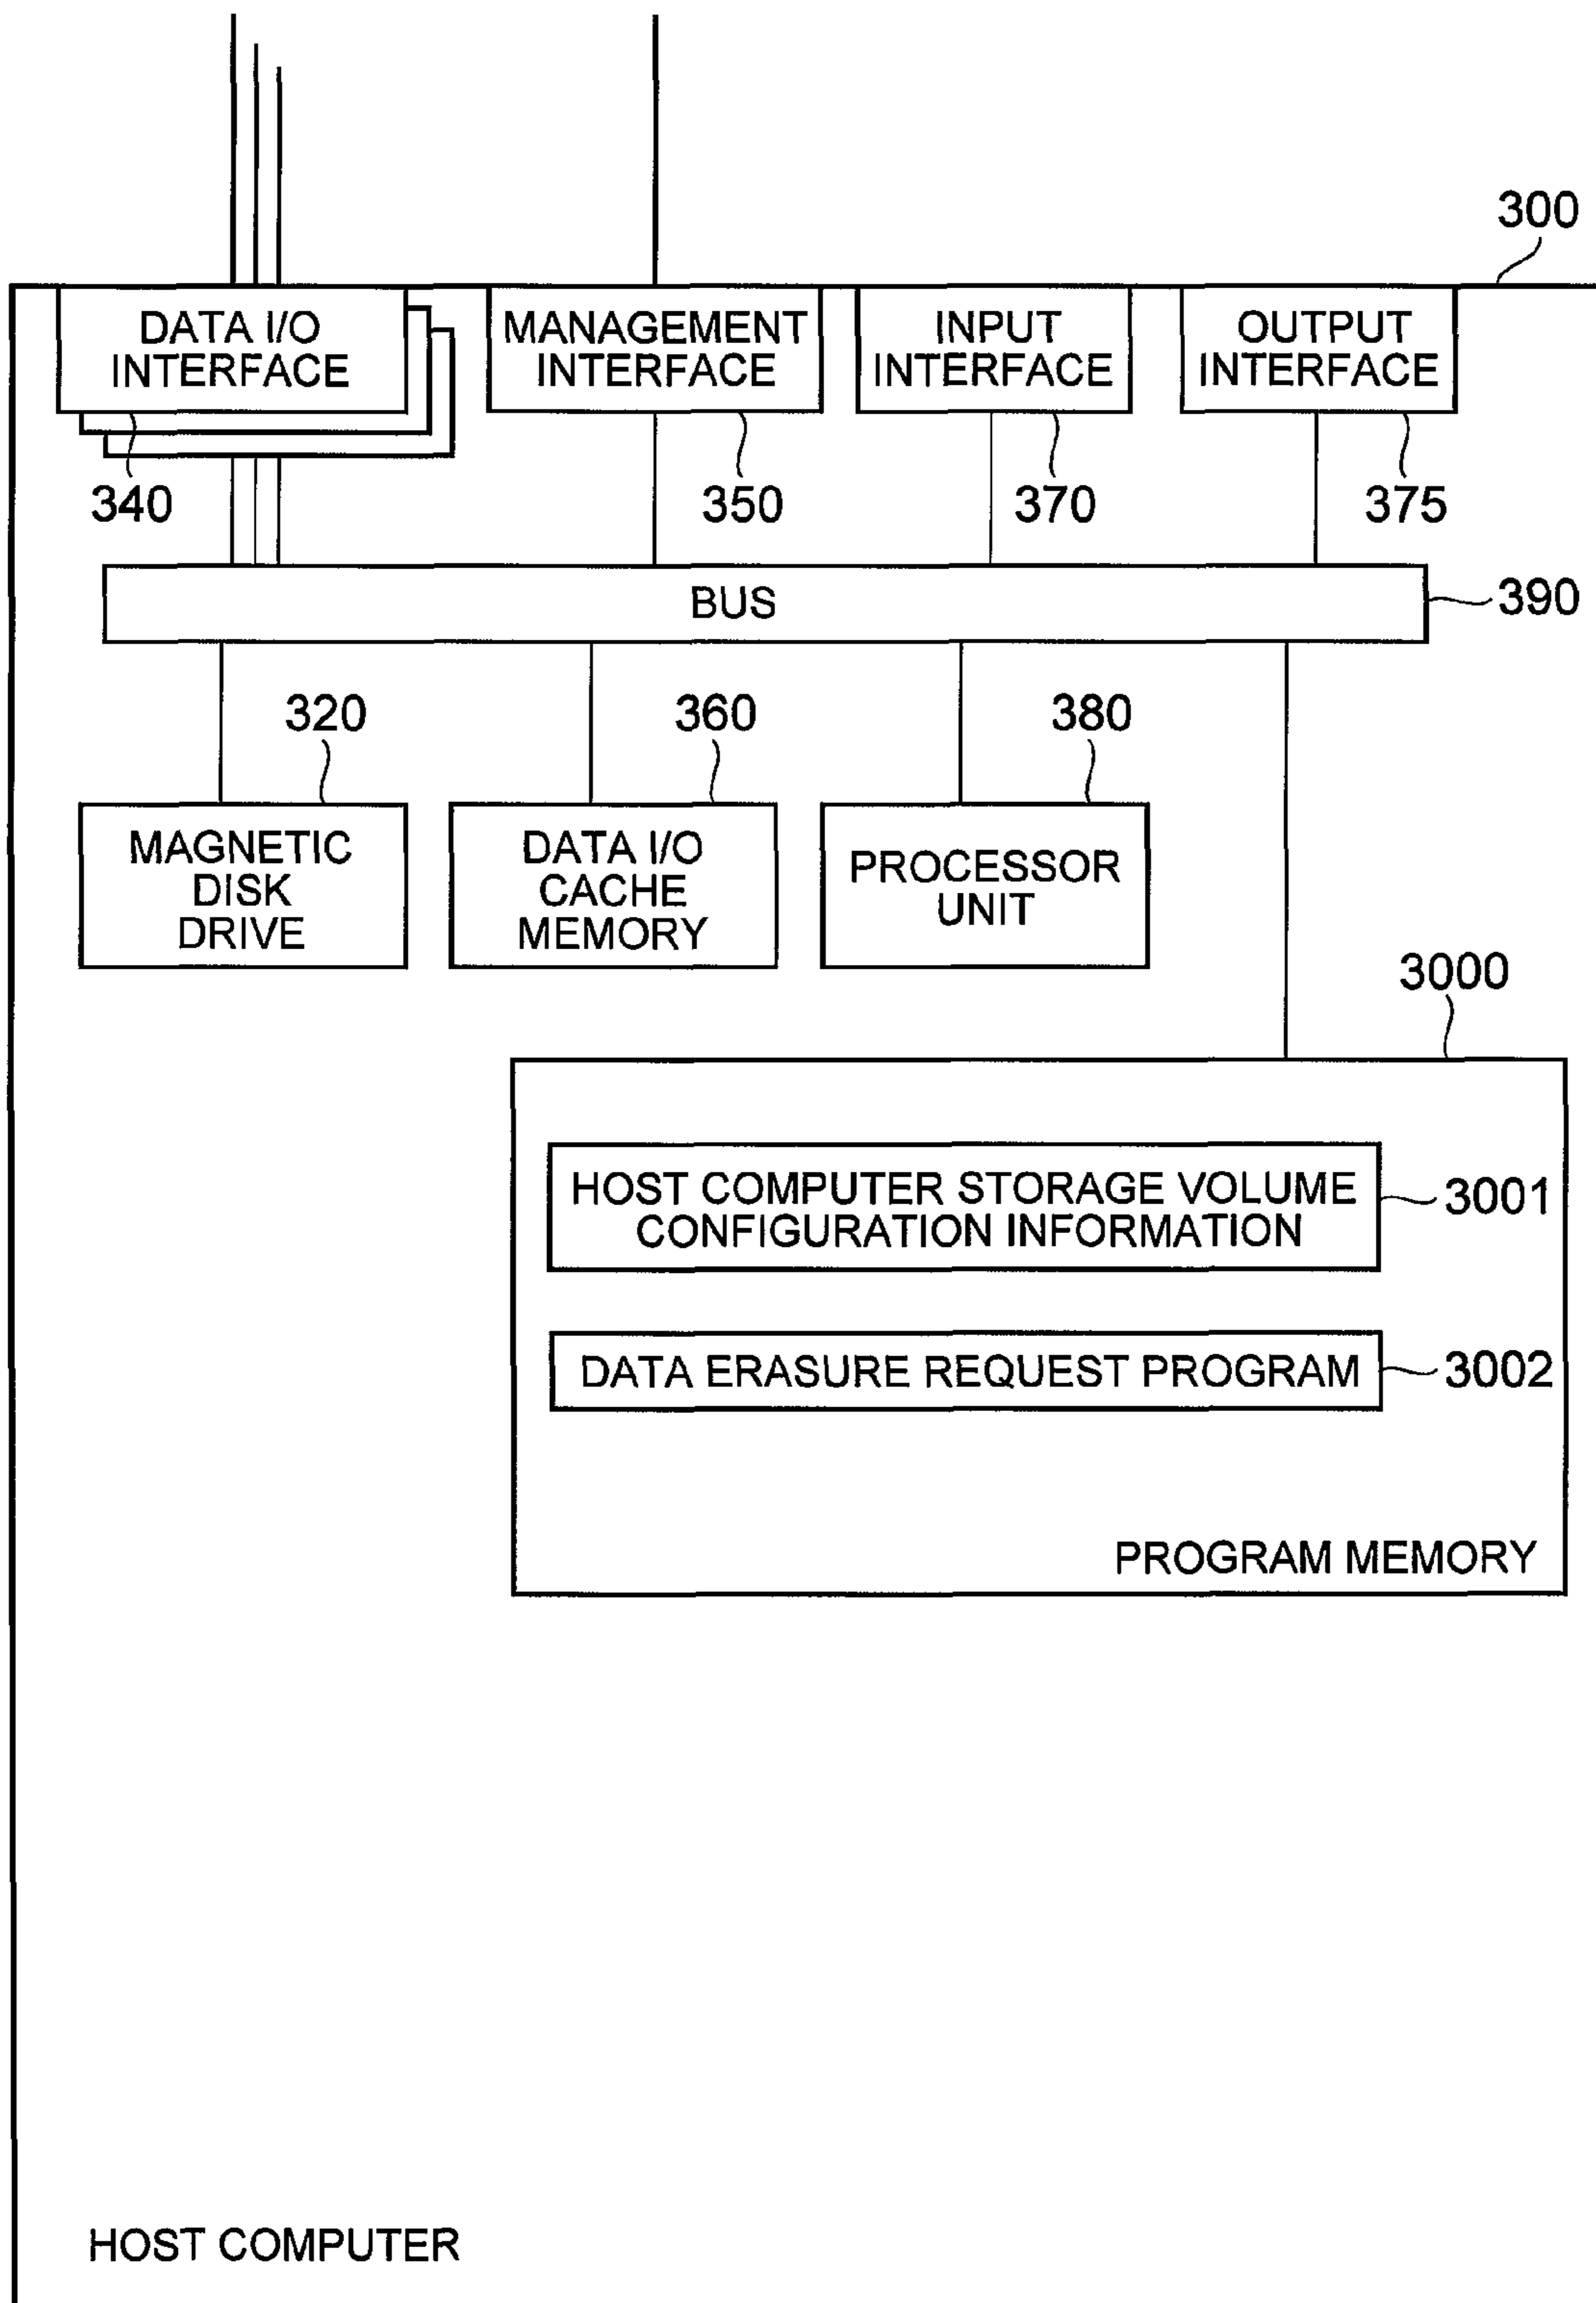 300
DATA I/O
INTERFACE
MANAGEMENT
INTERFACE
INPUT
INTERFACE
OUTPUT
INTERFACE
340
350
370
375
BUS
390
320
360
380
MAGNETIC
DISK
DRIVE
DATA I/O
CACHE
MEMORY
PROCESSOR
UNIT
3000
HOST COMPUTER STORAGE VOLUME
CONFIGURATION INFORMATION
3001
DATA ERASURE REQUEST PROGRAM
3002
PROGRAM MEMORY
HOST COMPUTER